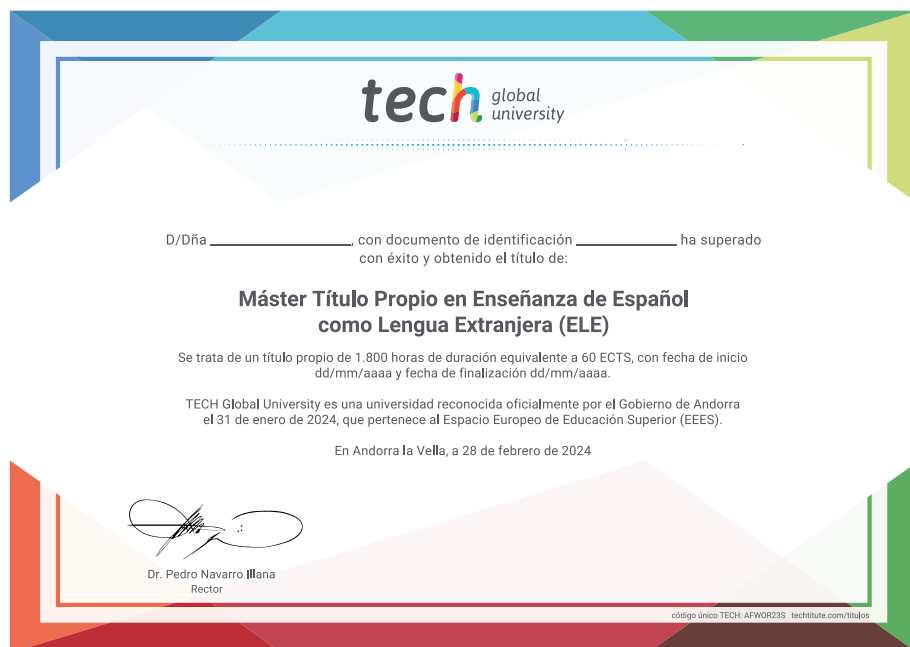 tech global university
D/Dña ____________________, con documento de identificación ______________ ha superado
con éxito y obtenido el título de:
Máster Título Propio en Enseñanza de Español
como Lengua Extranjera (ELE)
Se trata de un título propio de 1.800 horas de duración equivalente a 60 ECTS, con fecha de inicio
dd/mm/aaaa y fecha de finalización dd/mm/aaaa.
TECH Global University es una universidad reconocida oficialmente por el Gobierno de Andorra
el 31 de enero de 2024, que pertenece al Espacio Europeo de Educación Superior (EEES).
En Andorra la Vella, a 28 de febrero de 2024
Dr. Pedro Navarro Illana
Rector
código único TECH: AFWOR23S techtitute.com/titulos